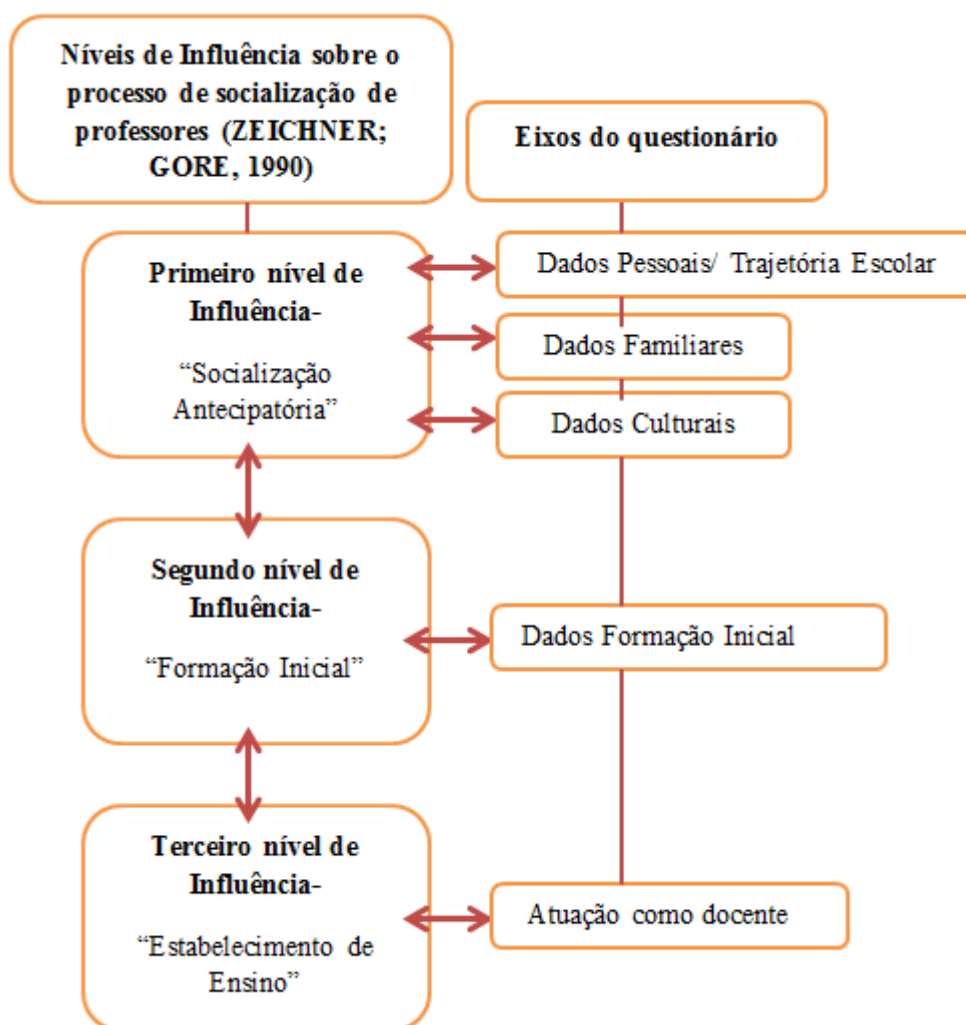 Níveis de Influência sobre o
processo de socialização de
professores (ZEICHNER;
GORE, 1990)
Eixos do questionário
Primeiro nível de
Influência-
“Socialização
Antecipatória”
Dados Pessoais/ Trajetória Escolar
Dados Familiares
Dados Culturais
Segundo nível de
Influência-
“Formação Inicial”
Dados Formação Inicial
Terceiro nível de
Influência-
“Estabelecimento de
Ensino”
Atuação como docente